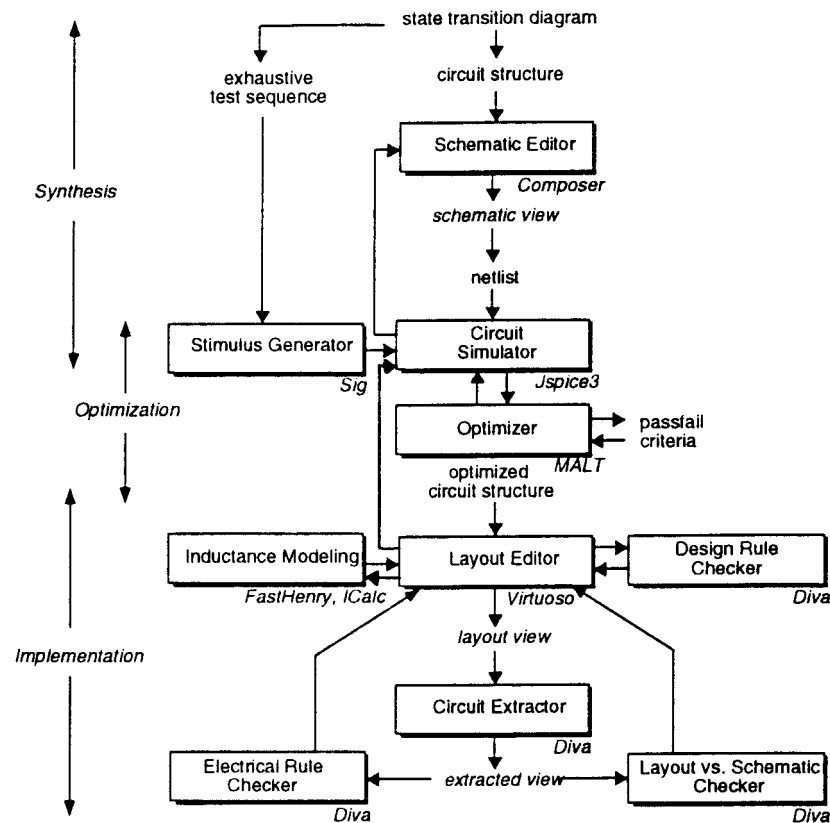 state transition diagram
exhaustive
test sequence
circuit structure
Schematic Editor
Composer
Synthesis
schematic view
netlist
Stimulus Generator
Sig
Circuit
Simulator
Jspice3
Optimization
Optimizer
MALT
passfail
criteria
optimized
circuit structure
Inductance Modeling
FastHenry, ICalc
Layout Editor
Virtuoso
Design Rule
Checker
Diva
layout view
Implementation
Circuit Extractor
Diva
Electrical Rule
Checker
Diva
extracted view
Layout vs. Schematic
Checker
Diva